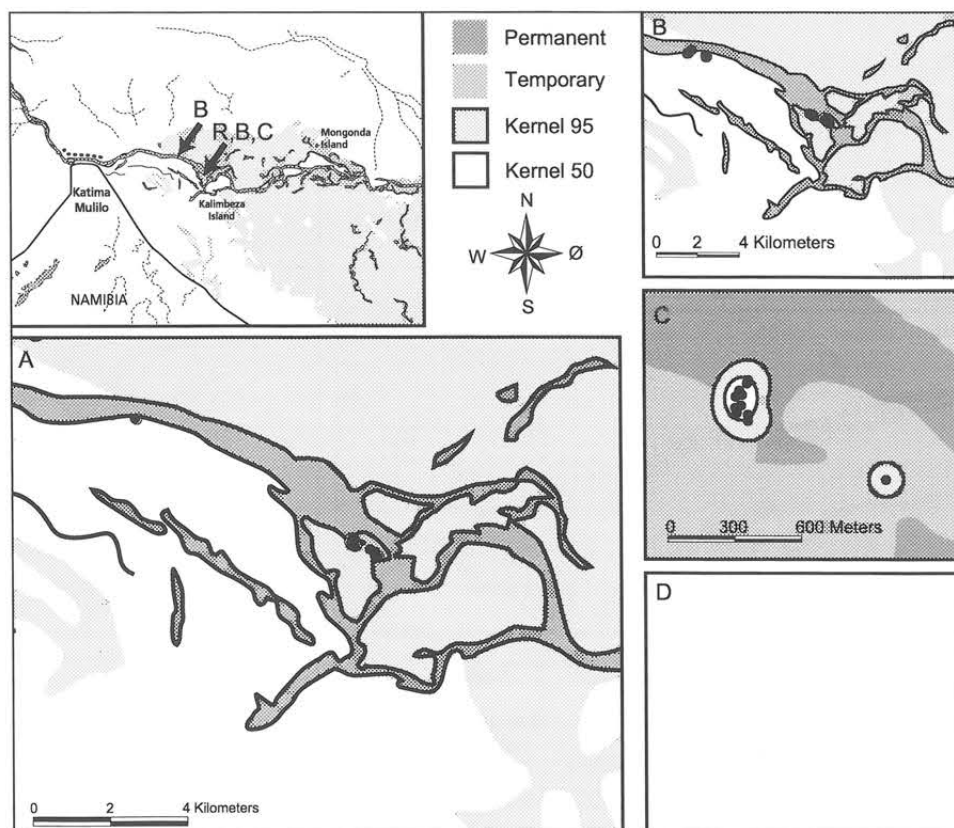 B
R,B,C
Mongonda
Island
Katima
Mulilo
Kalimbeza
Island
NAMIBIA
Permanent
Temporary
Kernel 95
Kernel 50
N
W
Ø
S
B
0 2 4 Kilometers
A
0 2 4 Kilometers
C
0 300 600 Meters
D